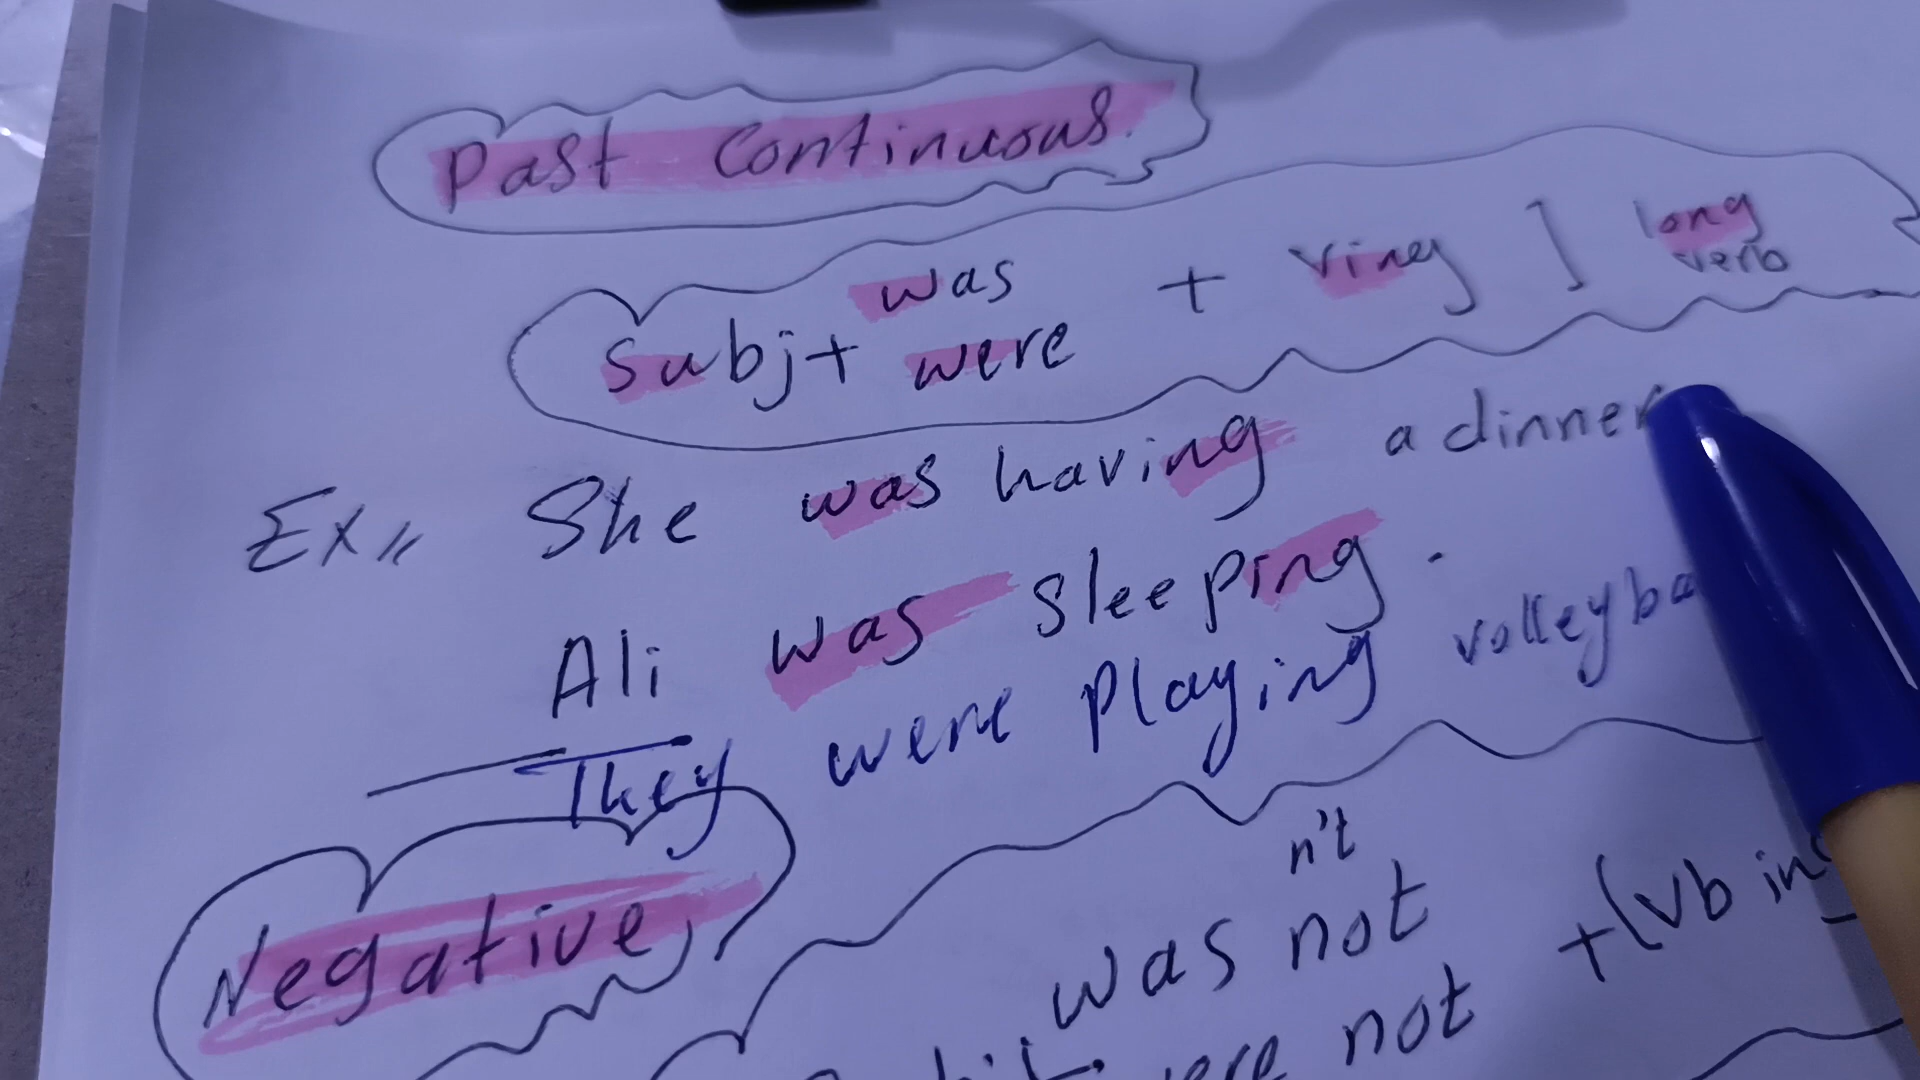 Past Continuous.
was
Subj+ were + Ving ] long verb
Ex// She was having a dinner
Ali was sleeping.
They were playing volleyba
Negative
n't
was not
were not +(Vb ing